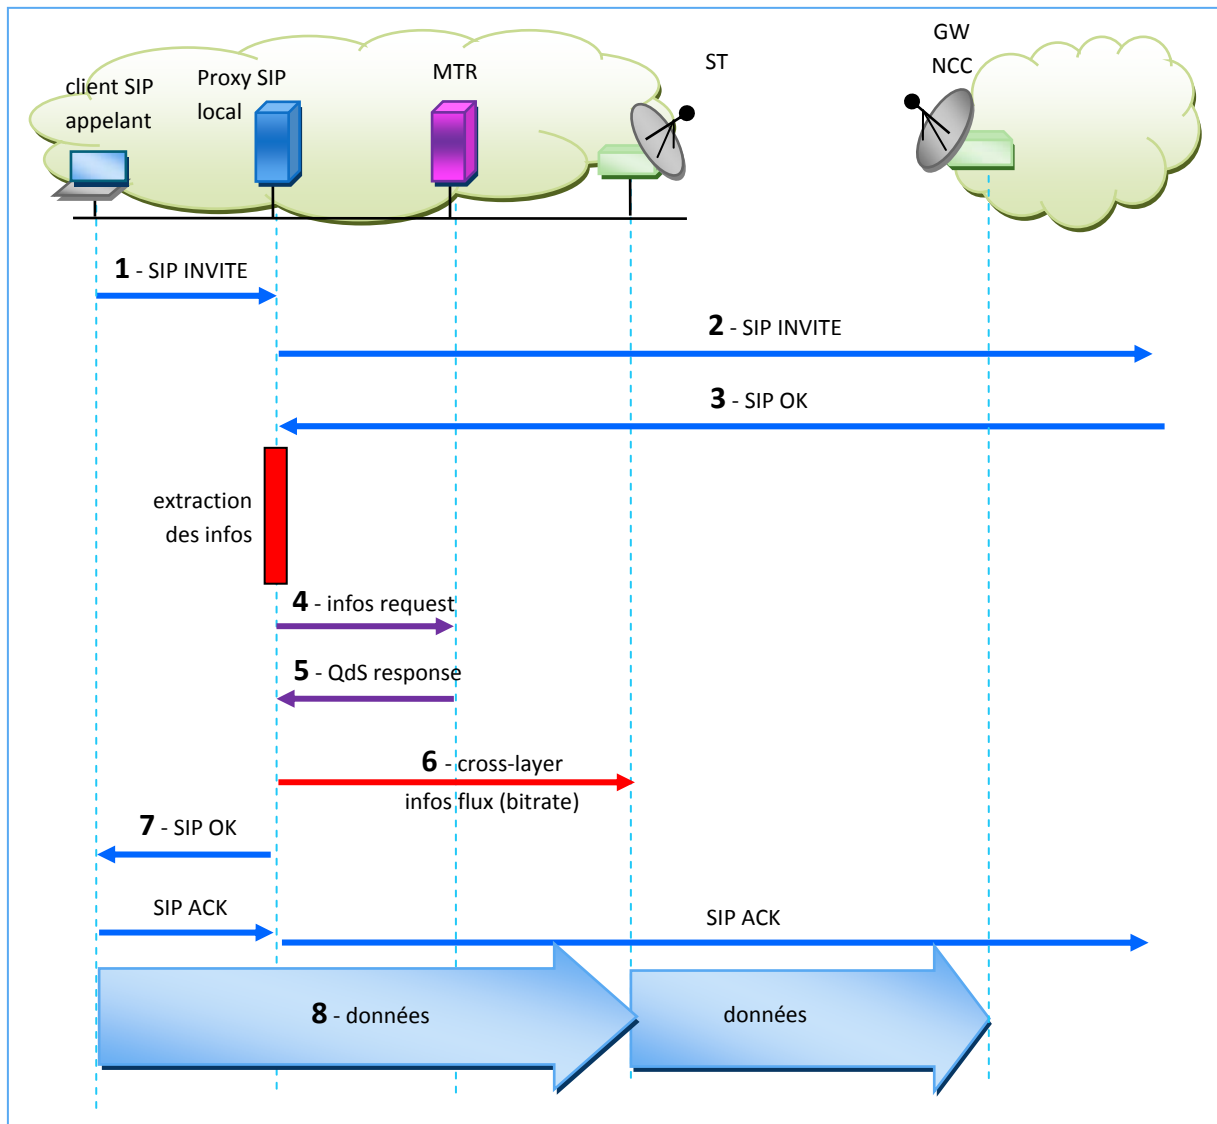 client SIP
appelant
Proxy SIP
local
MTR
ST
GW
NCC
1 - SIP INVITE
2 - SIP INVITE
3 - SIP OK
extraction
des infos
4 - infos request
5 - QdS response
6 - cross-layer
infos flux (bitrate)
7 - SIP OK
SIP ACK
SIP ACK
8 - données
données